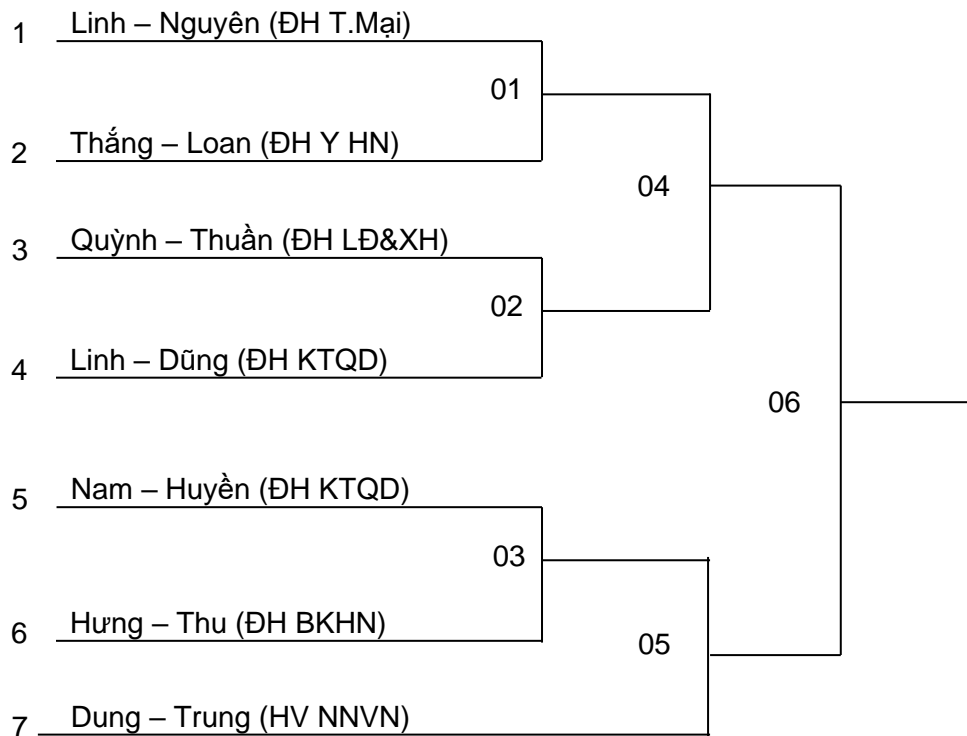 1 Linh – Nguyên (ĐH T.Mại)
01
2 Thắng – Loan (ĐH Y HN)
04
3 Quỳnh – Thuần (ĐH LĐ&XH)
02
4 Linh – Dũng (ĐH KTQD)
06
5 Nam – Huyền (ĐH KTQD)
03
6 Hưng – Thu (ĐH BKHN)
05
7 Dung – Trung (HV NNVN)